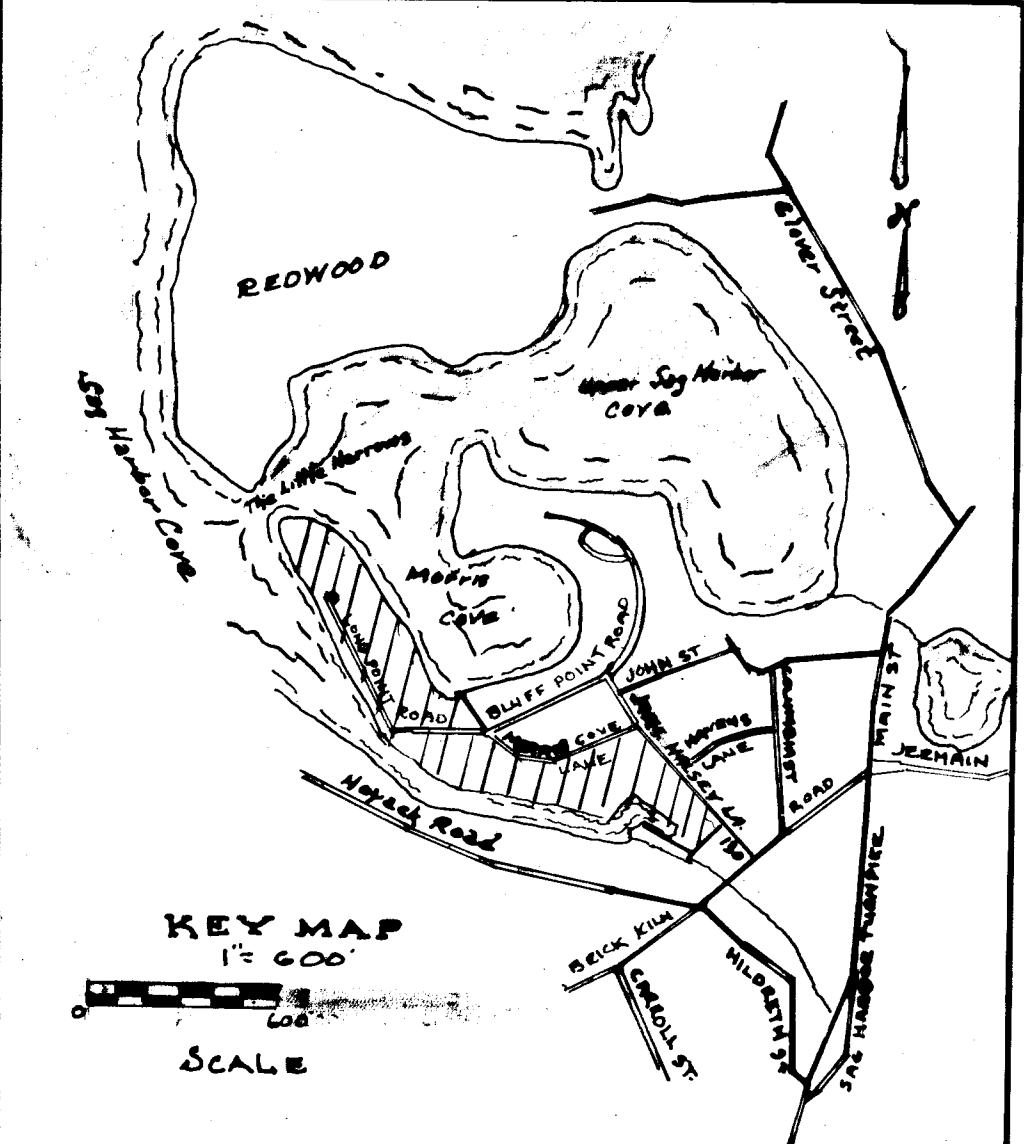 Glover Street
REDWOOD
Upper Sag Harbor
Cove
Sag Harbor Cove
The Little Narrows
Morris
Cove
LONG POINT
ROAD
BLUFF POINT ROAD
JOHN ST
COVE
LANE
HAVENS
LANE
LA.
MAIN ST
JERMAIN
ROAD
Noyack Road
SAG HARBOR TURNPIKE
KEY MAP
1"= 600'
0
600
SCALE
BRICK KILN
CARROLL ST.
HILDRETH ST